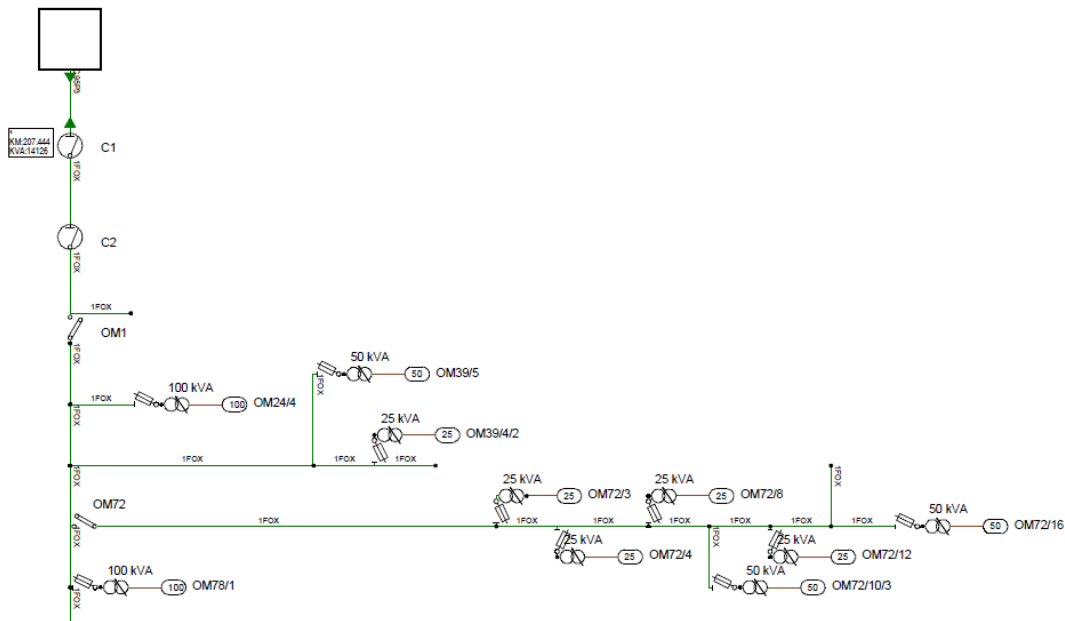 KM:207.444
KVA:14126
C1
1FOX
C2
1FOX
1FOX
OM1
1FOX
50 kVA
50
OM39/5
1FOX
100 kVA
100
OM24/4
1FOX
1FOX
25 kVA
25
OM39/4/2
1FOX
1FOX
1FOX
1FOX
OM72
1FOX
1FOX
25 kVA
25
OM72/3
25 kVA
25
OM72/8
1FOX
1FOX
1FOX
1FOX
1FOX
1FOX
1FOX
50 kVA
50
OM72/16
25 kVA
25
OM72/4
1FOX
25 kVA
25
OM72/12
100 kVA
100
OM78/1
50 kVA
50
OM72/10/3
1FOX